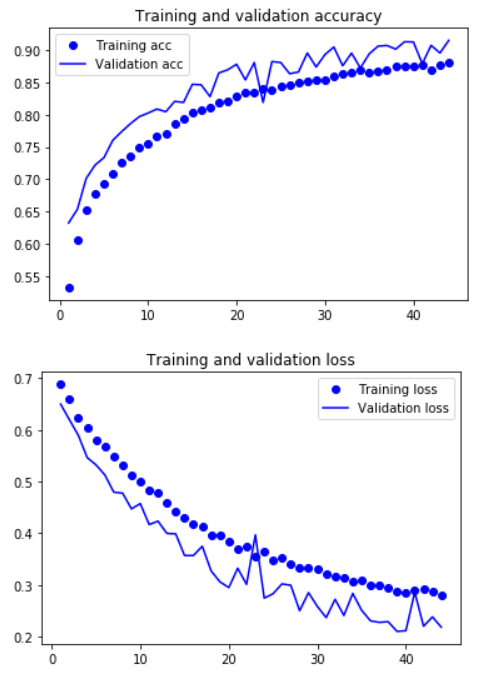 Training and validation accuracy
0.90
0.85
0.80
0.75
0.70
0.65
0.60
0.55
Training acc
Validation acc
0 10 20 30 40
Training and validation loss
0.7
0.6
0.5
0.4
0.3
0.2
Training loss
Validation loss
0 10 20 30 40